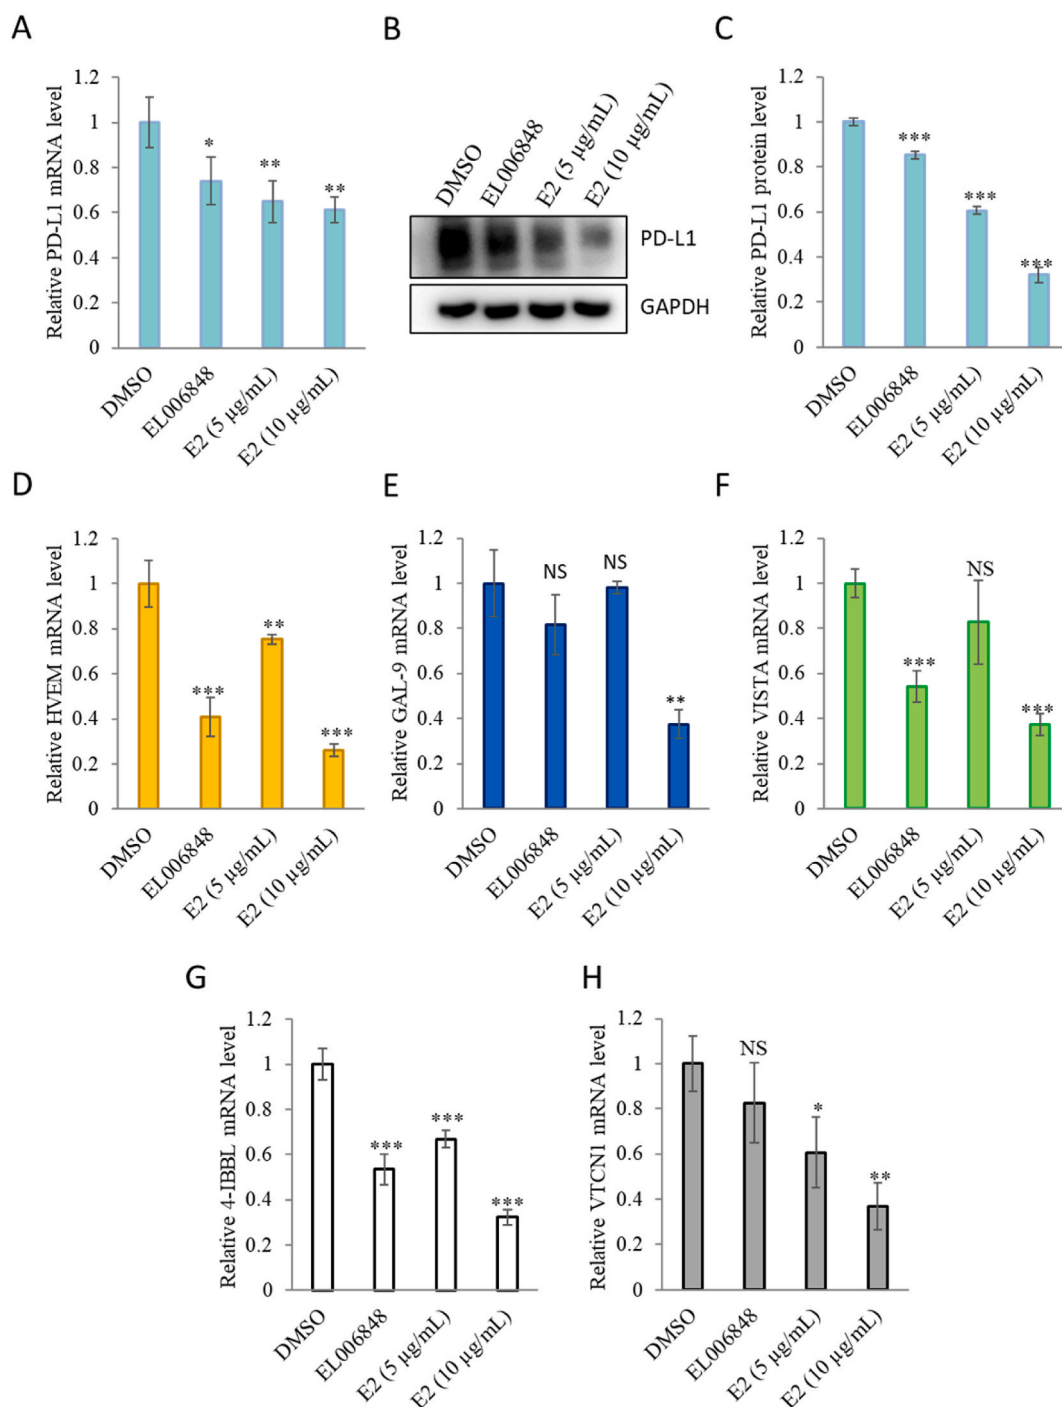 A
Relative PD-L1 mRNA level
1.2
1
0.8
0.6
0.4
0.2
0
*
**
**
DMSO
EL006848
E2 (5 µg/mL)
E2 (10 µg/mL)
B
DMSO
EL006848
E2 (5 µg/mL)
E2 (10 µg/mL)
PD-L1
GAPDH
C
Relative PD-L1 protein level
1.2
1
0.8
0.6
0.4
0.2
0
***
***
***
DMSO
EL006848
E2 (5 µg/mL)
E2 (10 µg/mL)
D
Relative HVEM mRNA level
1.2
1
0.8
0.6
0.4
0.2
0
***
**
***
DMSO
EL006848
E2 (5 µg/mL)
E2 (10 µg/mL)
E
Relative GAL-9 mRNA level
1.2
1
0.8
0.6
0.4
0.2
0
NS
NS
**
DMSO
EL006848
E2 (5 µg/mL)
E2 (10 µg/mL)
F
Relative VISTA mRNA level
1.2
1
0.8
0.6
0.4
0.2
0
***
NS
***
DMSO
EL006848
E2 (5 µg/mL)
E2 (10 µg/mL)
G
Relative 4-IBBL mRNA level
1.2
1
0.8
0.6
0.4
0.2
0
***
***
***
DMSO
EL006848
E2 (5 µg/mL)
E2 (10 µg/mL)
H
Relative VTCN1 mRNA level
1.2
1
0.8
0.6
0.4
0.2
0
NS
*
**
DMSO
EL006848
E2 (5 µg/mL)
E2 (10 µg/mL)